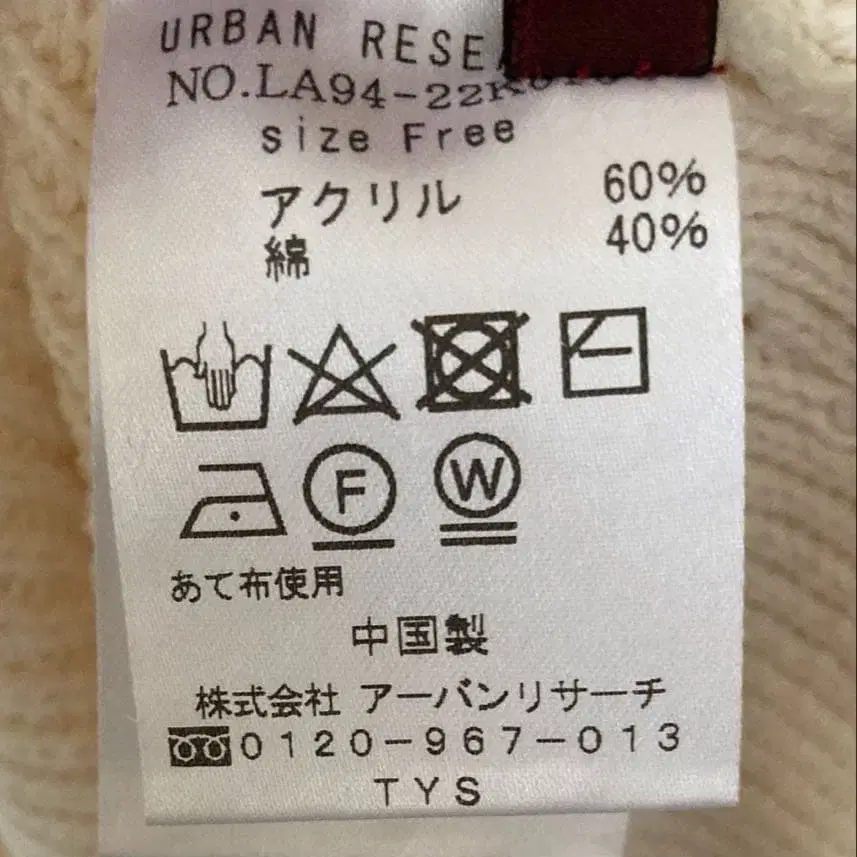 URBAN RESE
NO.LA94-22K
size Free
アクリル 60%
綿 40%
F W
あて布使用
中国製
株式会社 アーバンリサーチ
0120-967-013
TYS